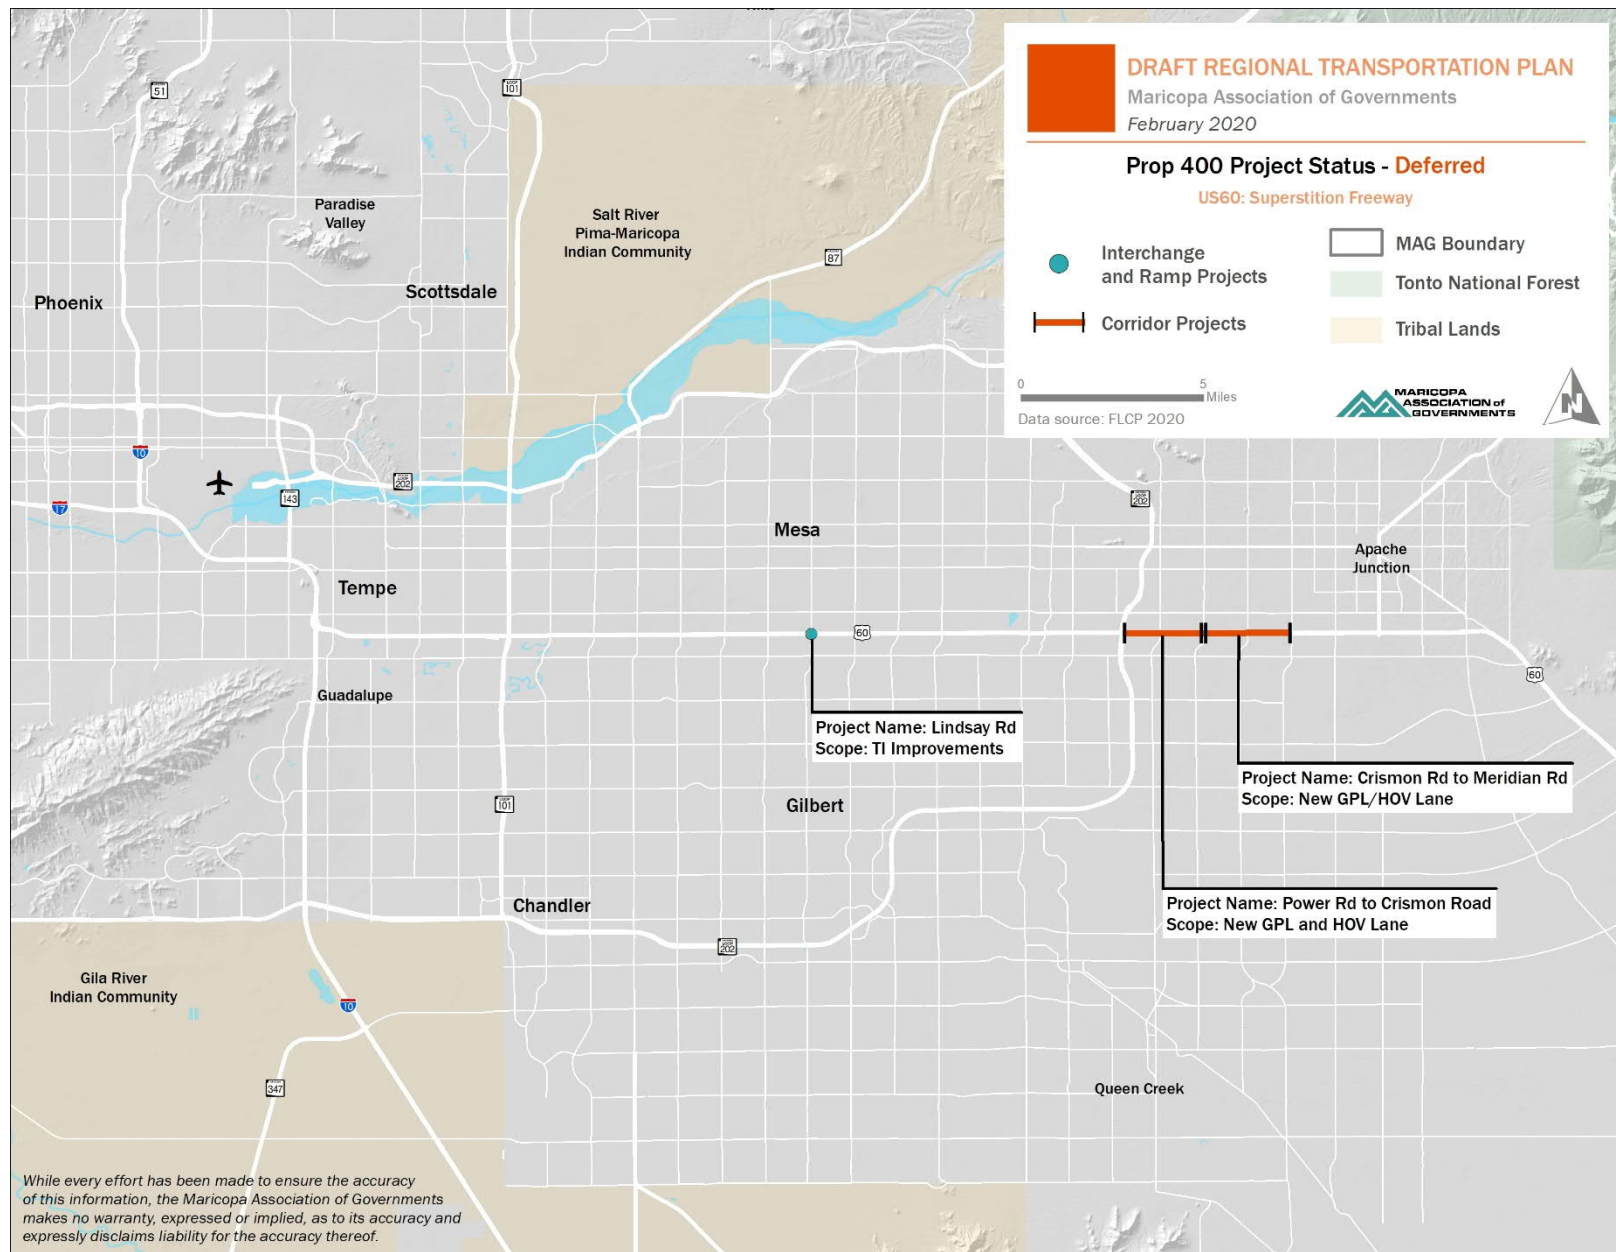 DRAFT REGIONAL TRANSPORTATION PLAN
Maricopa Association of Governments
February 2020
Prop 400 Project Status - Deferred
US60: Superstition Freeway
Interchange
and Ramp Projects
Corridor Projects
MAG Boundary
Tonto National Forest
Tribal Lands
0 5
Miles
Data source: FLCP 2020
MARICOPA
ASSOCIATION of
GOVERNMENTS
N
51
LOOP
101
Paradise
Valley
Salt River
Pima-Maricopa
Indian Community
87
Phoenix
Scottsdale
10
17
143
LOOP
202
Mesa
202
Apache
Junction
Tempe
60
60
Guadalupe
Project Name: Lindsay Rd
Scope: TI Improvements
Project Name: Crismon Rd to Meridian Rd
Scope: New GPL/HOV Lane
LOOP
101
Gilbert
Project Name: Power Rd to Crismon Road
Scope: New GPL and HOV Lane
Chandler
LOOP
202
Gila River
Indian Community
10
347
Queen Creek
While every effort has been made to ensure the accuracy
of this information, the Maricopa Association of Governments
makes no warranty, expressed or implied, as to its accuracy and
expressly disclaims liability for the accuracy thereof.